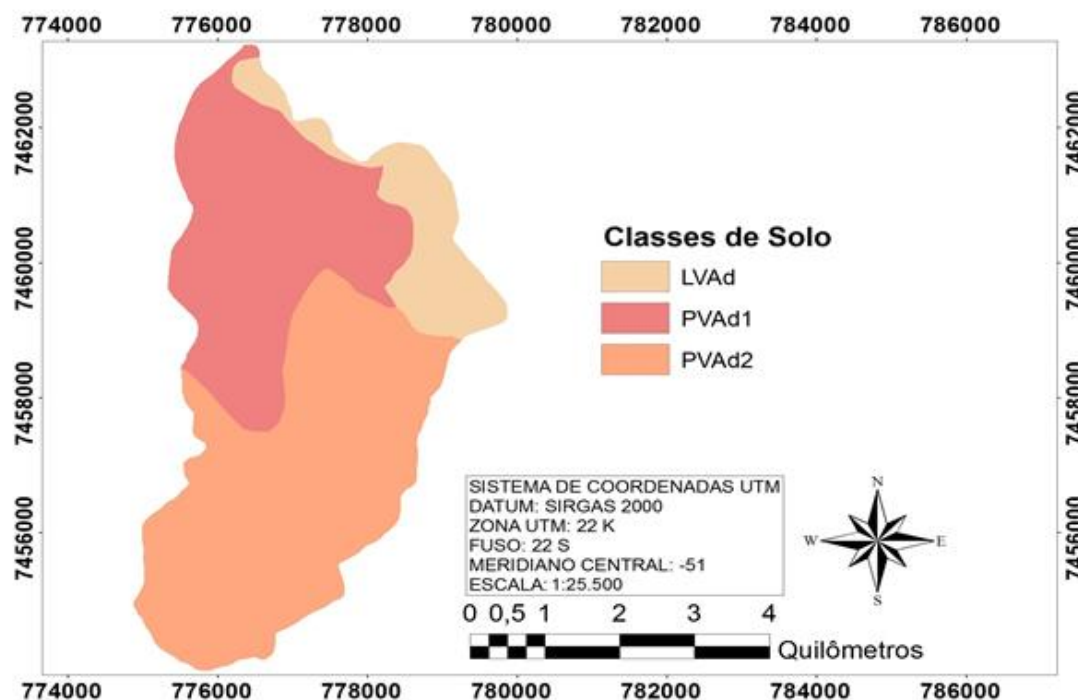 774000 776000 778000 780000 782000 784000 786000
7462000 7462000
7460000 7460000
7458000 7458000
7456000 7456000
Classes de Solo
LVAd
PVAd1
PVAd2
SISTEMA DE COORDENADAS UTM
DATUM: SIRGAS 2000
ZONA UTM: 22 K
FUSO: 22 S
MERIDIANO CENTRAL: -51
ESCALA: 1:25.500
N
W E
S
0 0,5 1 2 3 4
Quilômetros
774000 776000 778000 780000 782000 784000 786000